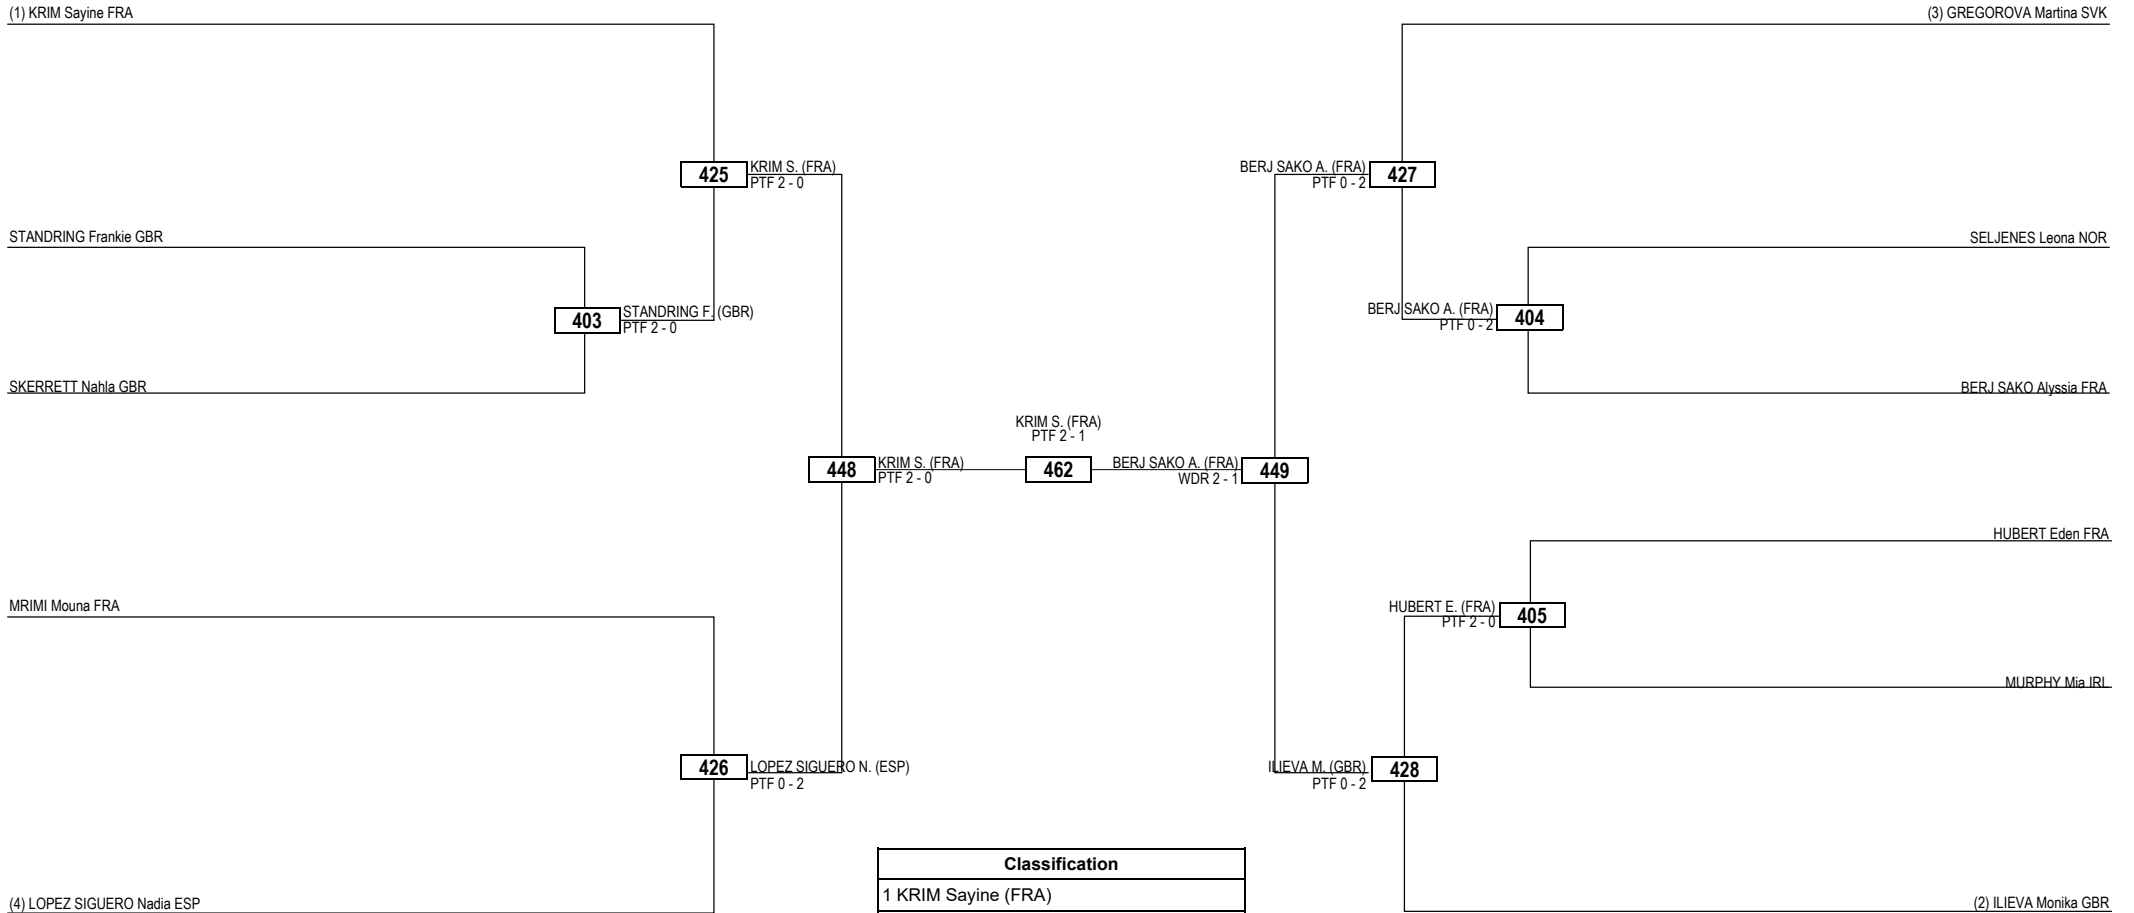 (1) KRIM Sayine FRA
(3) GREGOROVA Martina SVK
425
KRIM S. (FRA)
PTF 2 - 0
BERJ SAKO A. (FRA)
PTF 0 - 2
427
STANDRING Frankie GBR
SELJENES Leona NOR
403
STANDRING F. (GBR)
PTF 2 - 0
BERJ SAKO A. (FRA)
PTF 0 - 2
404
SKERRETT Nahla GBR
BERJ SAKO Alyssia FRA
KRIM S. (FRA)
PTF 2 - 1
448
KRIM S. (FRA)
PTF 2 - 0
462
BERJ SAKO A. (FRA)
WDR 2 - 1
449
HUBERT Eden FRA
MRIMI Mouna FRA
HUBERT E. (FRA)
PTF 2 - 0
405
MURPHY Mia IRL
426
LOPEZ SIGUERO N. (ESP)
PTF 0 - 2
ILIEVA M. (GBR)
PTF 0 - 2
428
Classification
1 KRIM Sayine (FRA)
(4) LOPEZ SIGUERO Nadia ESP
(2) ILIEVA Monika GBR